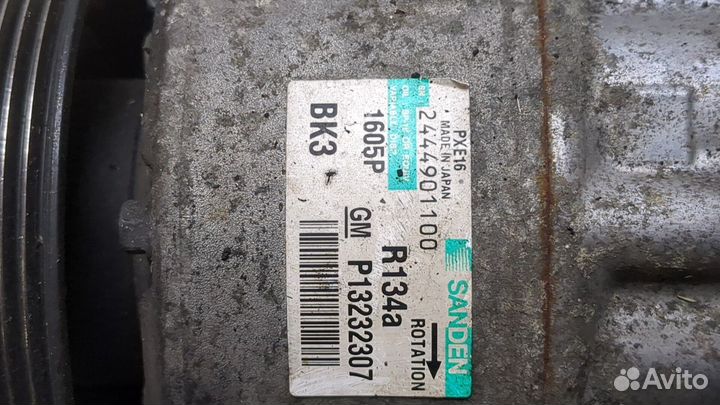 SANDEN
PXE16
MADE IN JAPAN
ROTATION
2444901100
R134a
1605P
GM P13232307
BK3
Avito